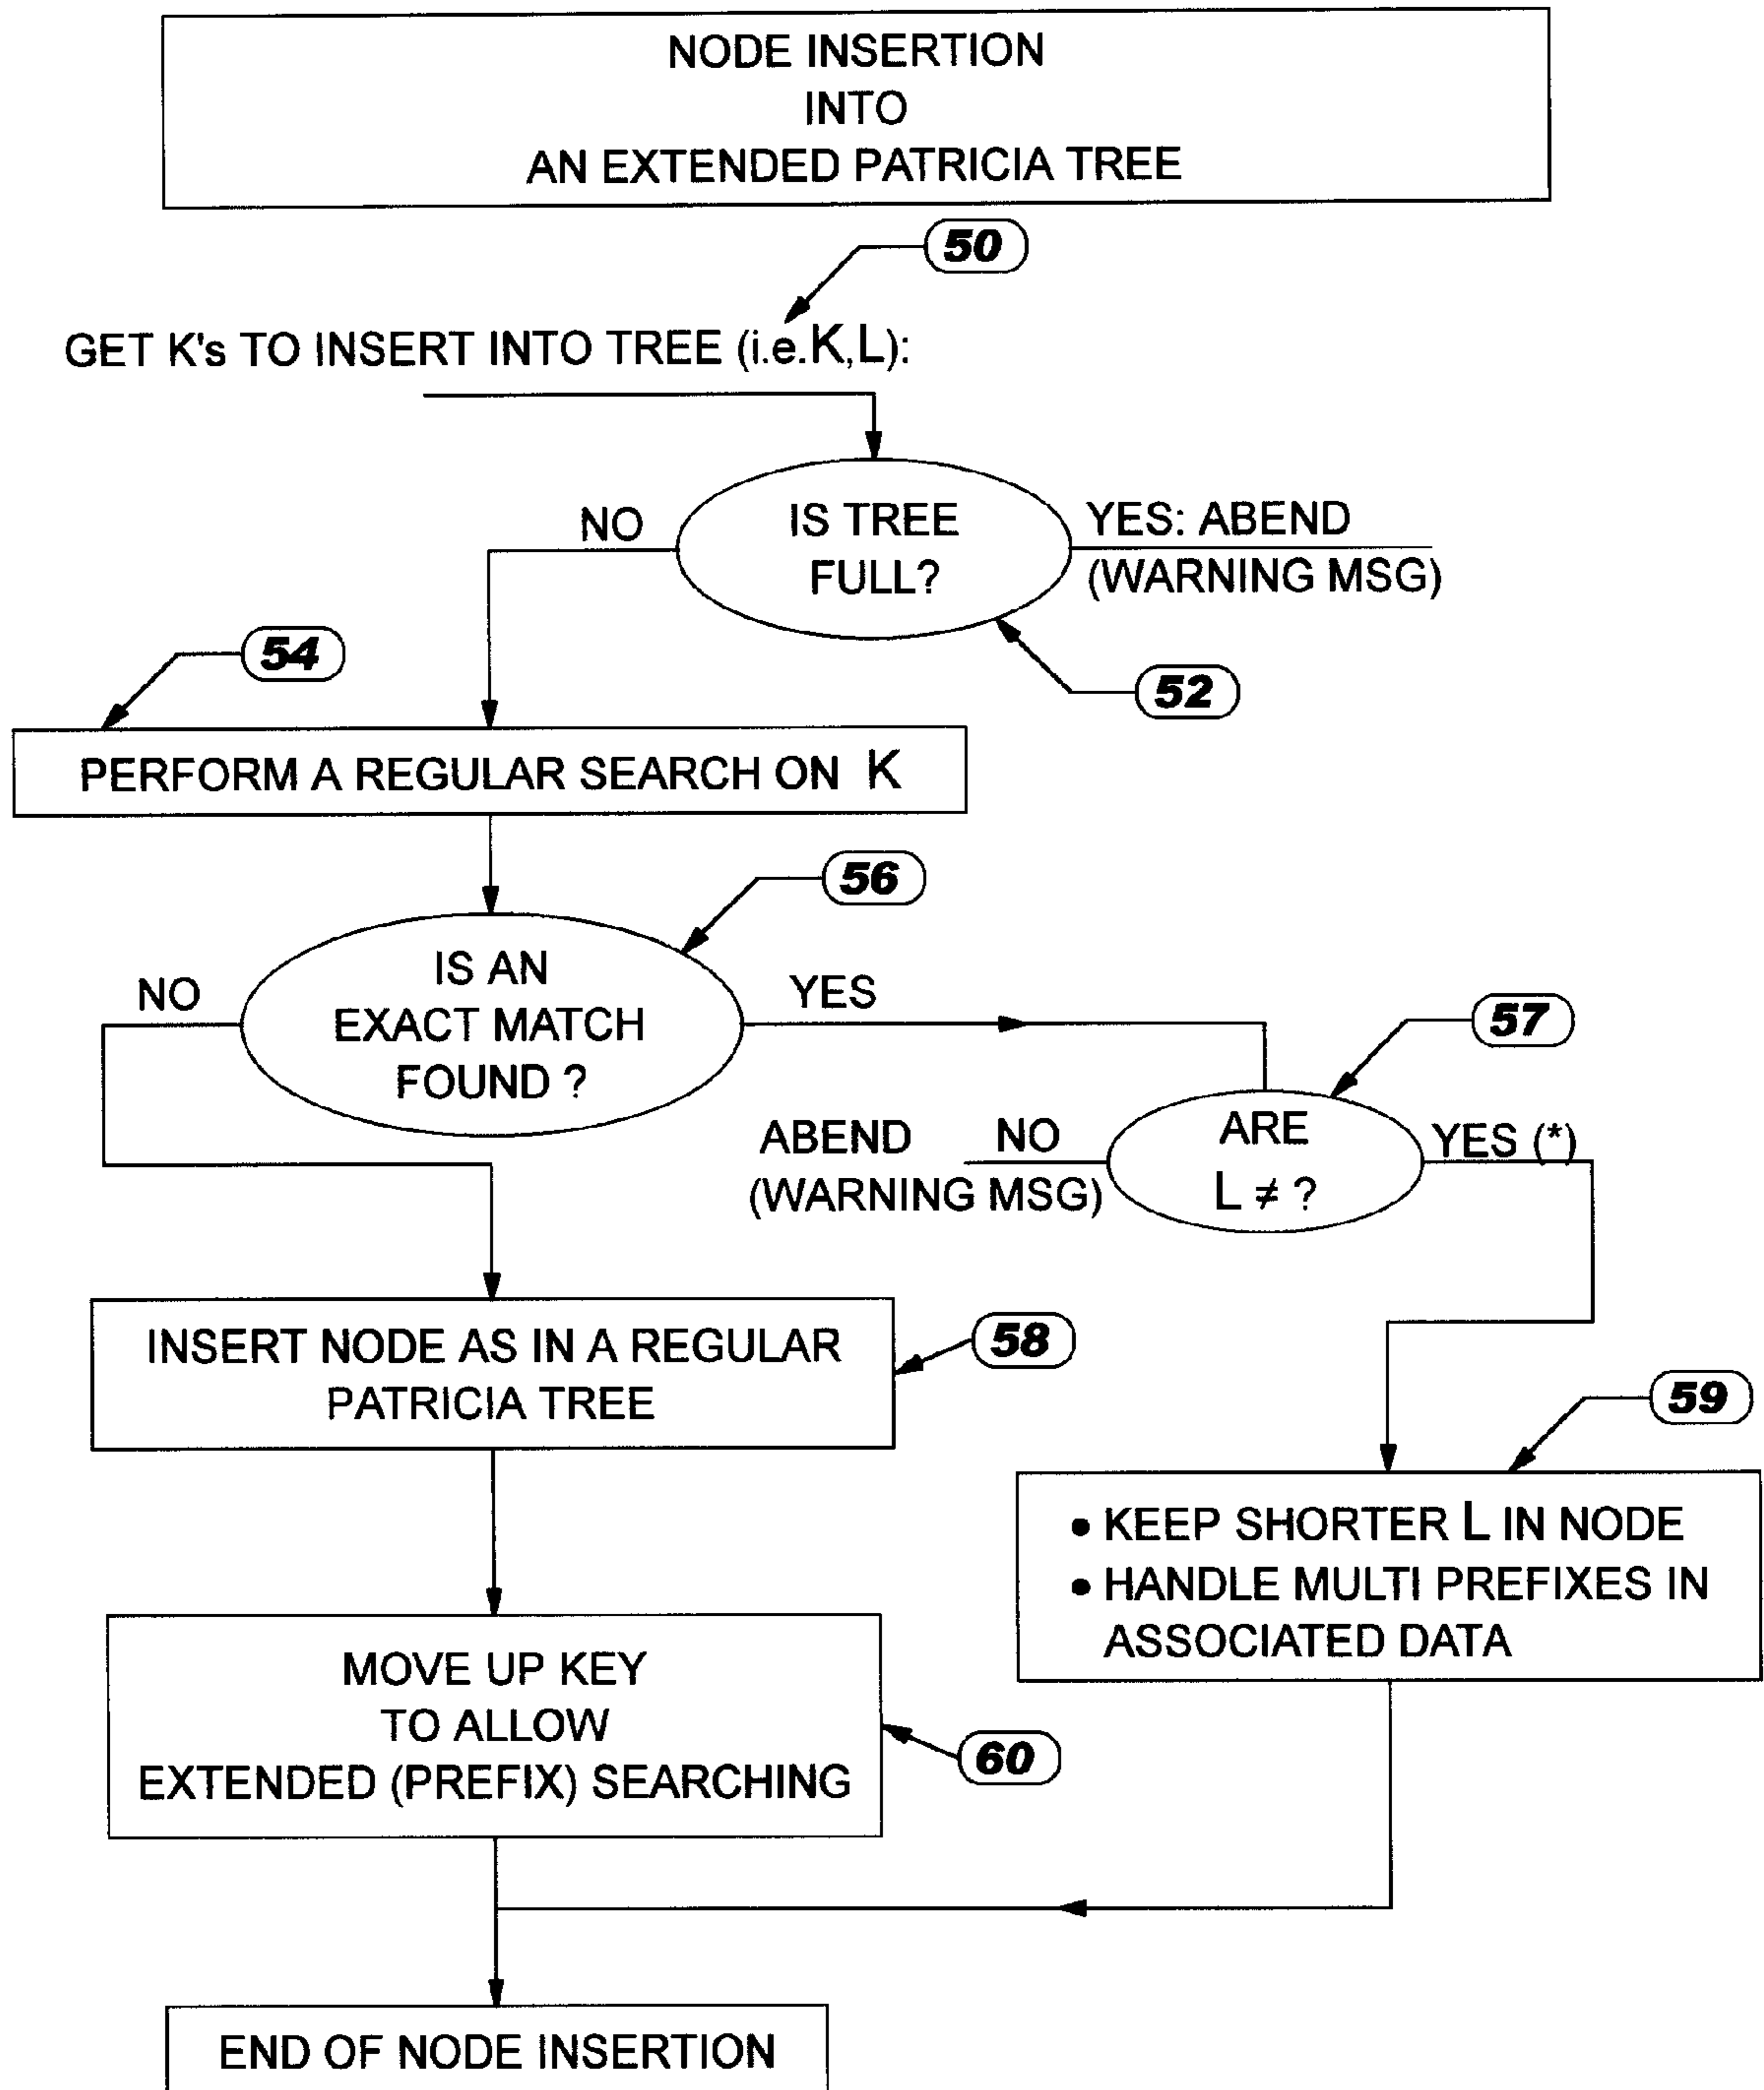 NODE INSERTION
INTO
AN EXTENDED PATRICIA TREE
50
GET K's TO INSERT INTO TREE (i.e.K,L):
NO
IS TREE
FULL?
YES: ABEND
(WARNING MSG)
54
52
PERFORM A REGULAR SEARCH ON K
56
NO
IS AN
EXACT MATCH
FOUND ?
YES
57
ABEND NO
(WARNING MSG)
ARE
L ≠ ?
YES (*)
INSERT NODE AS IN A REGULAR
PATRICIA TREE
58
59
• KEEP SHORTER L IN NODE
• HANDLE MULTI PREFIXES IN
ASSOCIATED DATA
MOVE UP KEY
TO ALLOW
EXTENDED (PREFIX) SEARCHING
60
END OF NODE INSERTION